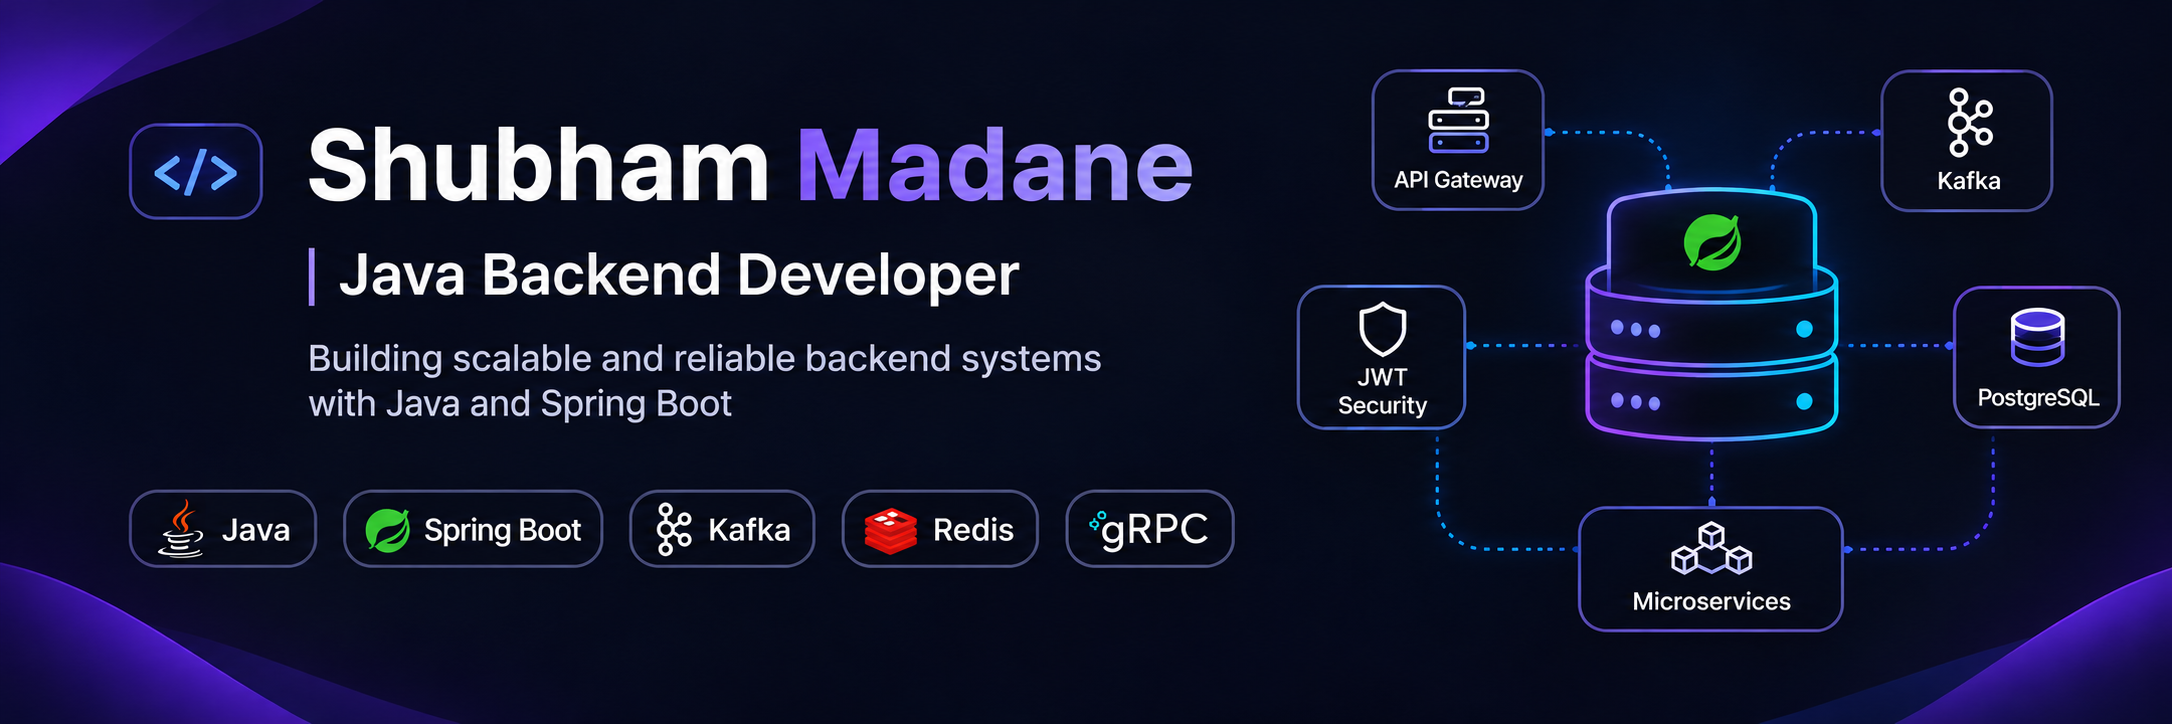 </>
Shubham Madane
Java Backend Developer
Building scalable and reliable backend systems
with Java and Spring Boot
Java
Spring Boot
Kafka
Redis
gRPC
API Gateway
Kafka
JWT
Security
PostgreSQL
Microservices